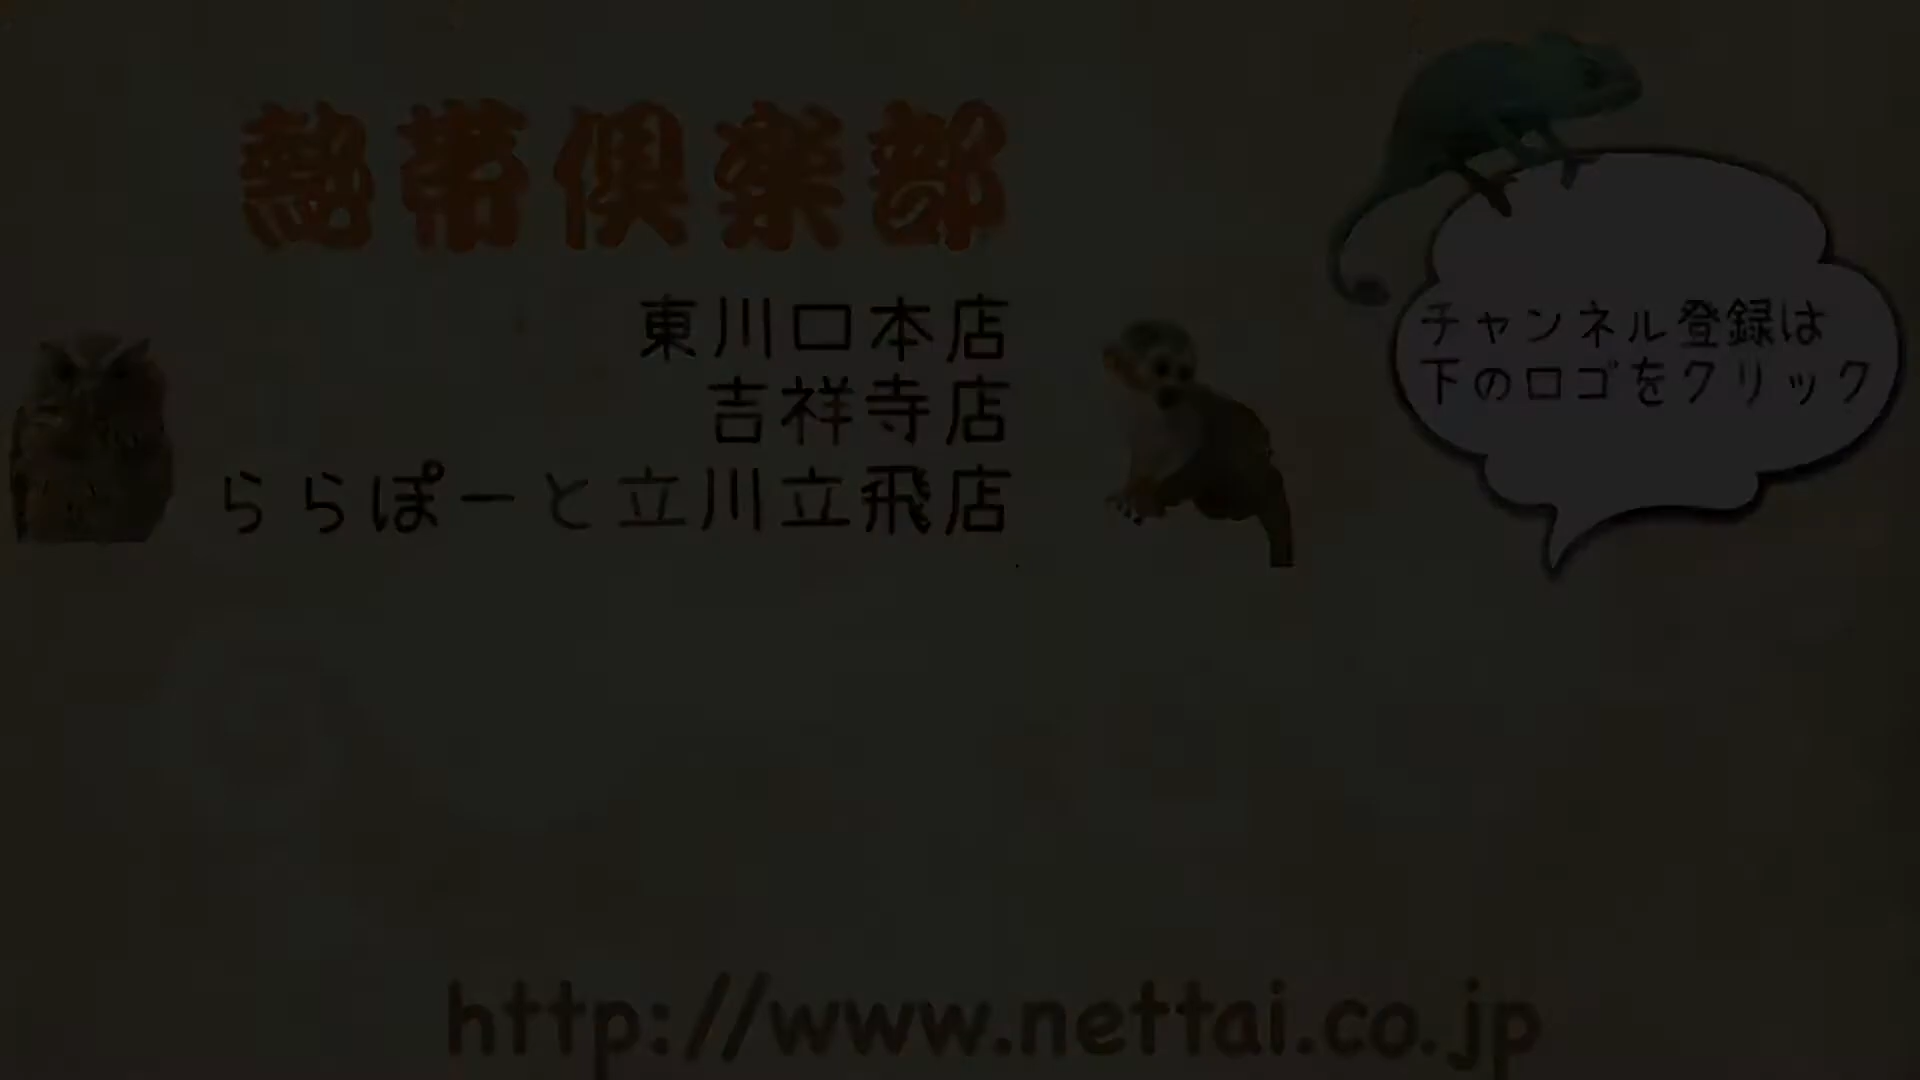 熱帯倶楽部
東川口本店
吉祥寺店
ららぽーと立川立飛店
チャンネル登録は
下のロゴをクリック
http://www.nettai.co.jp